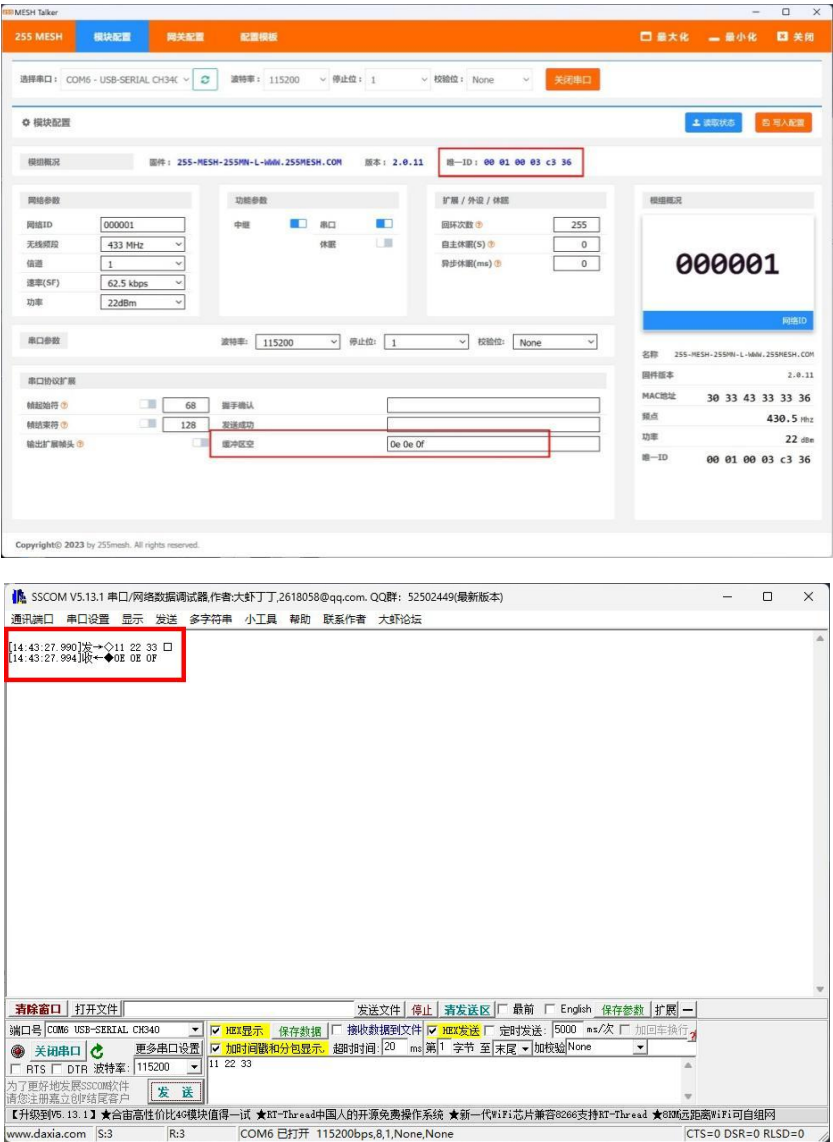 MESH Talker
255 MESH 模块配置 网关配置 配置模板 最大化 最小化 关闭
选择串口： COM6 - USB-SERIAL CH34( 波特率： 115200 停止位： 1 校验位： None 关闭串口
模块配置 读取状态 写入配置
模组概况 固件： 255-MESH-255MN-L-WWW.255MESH.COM 版本： 2.0.11 唯一ID： 00 01 00 03 c3 36
网络参数 功能参数 扩展 / 外设 / 休眠 模组概况
网络ID 000001 中继 串口 回环次数 255
无线频段 433 MHz 休眠 自主休眠(S) 0
信道 1 异步休眠(ms) 0
速率(SF) 62.5 kbps
功率 22dBm
000001
网络ID
串口参数 波特率： 115200 停止位： 1 校验位： None
名称 255-MESH-255MN-L-WWW.255MESH.COM
固件版本 2.0.11
MAC地址 30 33 43 33 33 36
频点 430.5 Mhz
功率 22 dBm
唯一ID 00 01 00 03 c3 36
串口协议扩展
帧起始符 68 握手确认
帧结束符 128 发送成功
输出扩展帧头 缓冲区空 0e 0e 0f
Copyright© 2023 by 255mesh. All rights reserved.
SSCOM V5.13.1 串口/网络数据调试器,作者:大虾丁丁,2618058@qq.com. QQ群： 52502449(最新版本)
通讯端口 串口设置 显示 发送 多字符串 小工具 帮助 联系作者 大虾论坛
[14:43:27.990]发→◇11 22 33 □
[14:43:27.994]收←◆0E 0E 0F
清除窗口 打开文件 发送文件 停止 清发送区 最前 English 保存参数 扩展 —
端口号 COM6 USB-SERIAL CH340 HEX显示 保存数据 接收数据到文件 HEX发送 定时发送: 5000 ms/次 加回车换行
关闭串口 更多串口设置 加时间戳和分包显示, 超时时间: 20 ms 第1 字节 至 末尾 加校验 None
RTS DTR 波特率: 115200 11 22 33
为了更好地发展SSCOM软件
请您注册嘉立创F结尾客户 发 送
【升级到V5.13.1】★合宙高性价比4G模块值得一试 ★RT-Thread中国人的开源免费操作系统 ★新一代WiFi芯片兼容8266支持RT-Thread ★8KM远距离WiFi可自组网
www.daxia.com S:3 R:3 COM6 已打开 115200bps,8,1,None,None CTS=0 DSR=0 RLSD=0